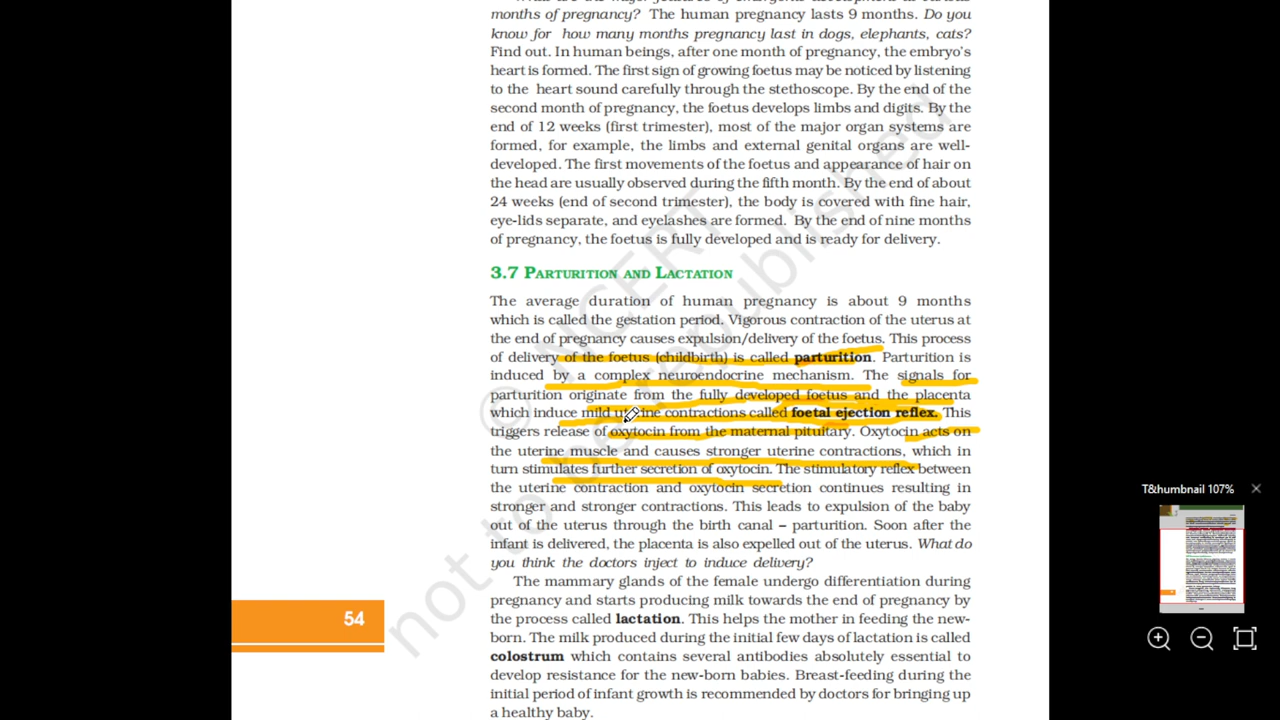 months of pregnancy? The human pregnancy lasts 9 months. Do you
know for how many months pregnancy last in dogs, elephants, cats?
Find out. In human beings, after one month of pregnancy, the embryo's
heart is formed. The first sign of growing foetus may be noticed by listening
to the heart sound carefully through the stethoscope. By the end of the
second month of pregnancy, the foetus develops limbs and digits. By the
end of 12 weeks (first trimester), most of the major organ systems are
formed, for example, the limbs and external genital organs are well-
developed. The first movements of the foetus and appearance of hair on
the head are usually observed during the fifth month. By the end of about
24 weeks (end of second trimester), the body is covered with fine hair,
eye-lids separate, and eyelashes are formed. By the end of nine months
of pregnancy, the foetus is fully developed and is ready for delivery.
3.7 PARTURITION AND LACTATION
The average duration of human pregnancy is about 9 months
which is called the gestation period. Vigorous contraction of the uterus at
the end of pregnancy causes expulsion/delivery of the foetus. This process
of delivery of the foetus (childbirth) is called parturition. Parturition is
induced by a complex neuroendocrine mechanism. The signals for
parturition originate from the fully developed foetus and the placenta
which induce mild uterine contractions called foetal ejection reflex. This
triggers release of oxytocin from the maternal pituitary. Oxytocin acts on
the uterine muscle and causes stronger uterine contractions, which in
turn stimulates further secretion of oxytocin. The stimulatory reflex between
the uterine contraction and oxytocin secretion continues resulting in
stronger and stronger contractions. This leads to expulsion of the baby
out of the uterus through the birth canal – parturition. Soon after the
infant is delivered, the placenta is also expelled out of the uterus. What do
you think the doctors inject to induce delivery?
The mammary glands of the female undergo differentiation during
pregnancy and starts producing milk towards the end of pregnancy by
the process called lactation. This helps the mother in feeding the new-
born. The milk produced during the initial few days of lactation is called
colostrum which contains several antibodies absolutely essential to
develop resistance for the new-born babies. Breast-feeding during the
initial period of infant growth is recommended by doctors for bringing up
a healthy baby.
54
© NCERT
not to be republished
T&humbnail 107%